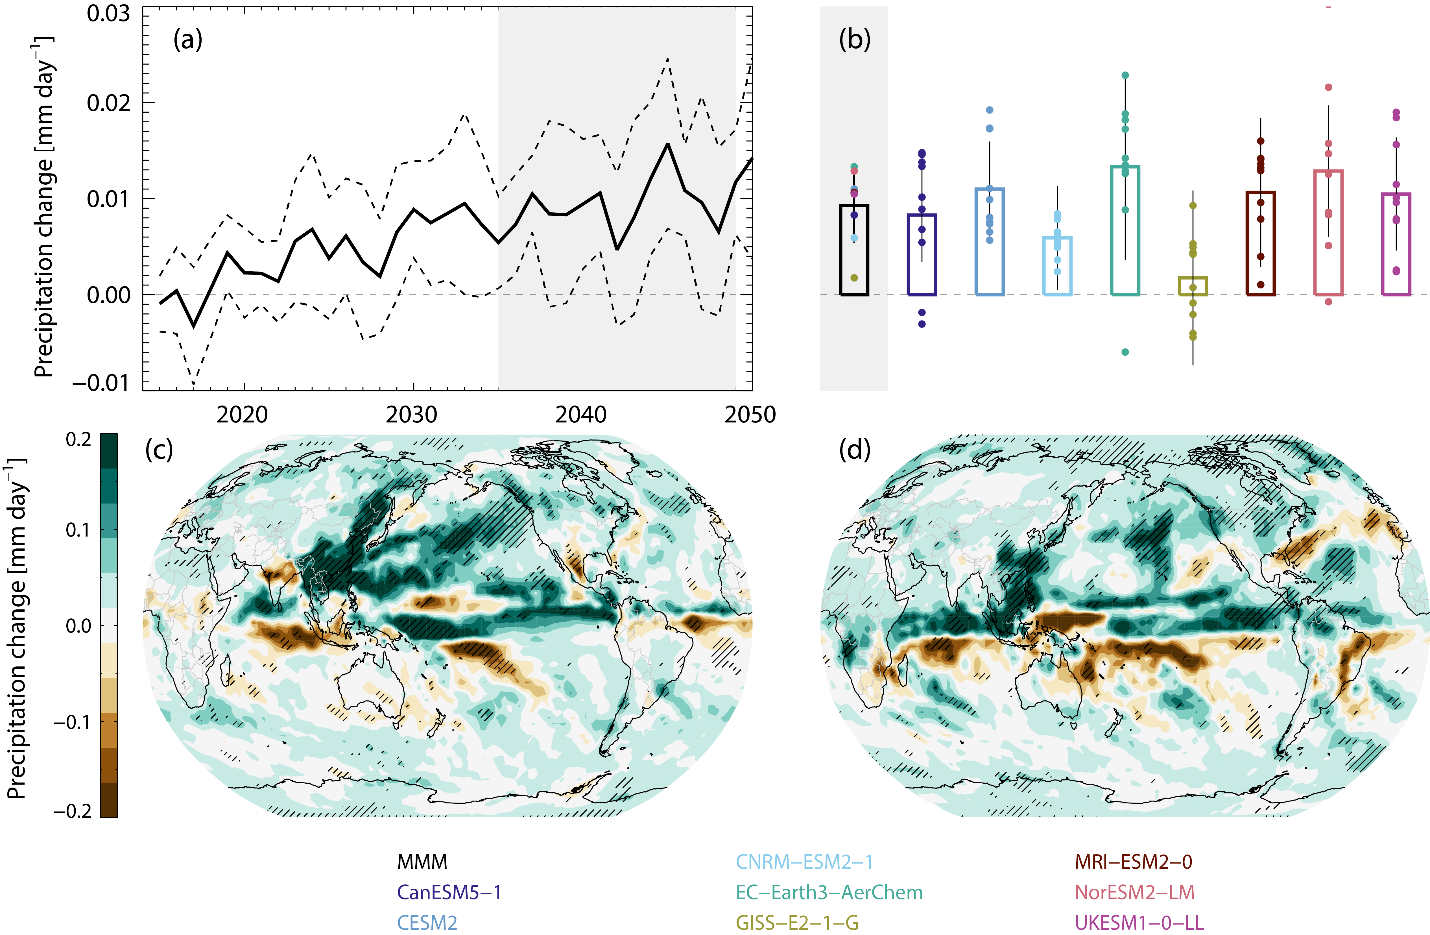 (a)
(b)
Precipitation change [mm day⁻¹]
0.03
0.02
0.01
0.00
−0.01
2020
2030
2040
2050
(c)
(d)
Precipitation change [mm day⁻¹]
0.2
0.1
0.0
−0.1
−0.2
MMM
CNRM−ESM2−1
MRI−ESM2−0
CanESM5−1
EC−Earth3−AerChem
NorESM2−LM
CESM2
GISS−E2−1−G
UKESM1−0−LL